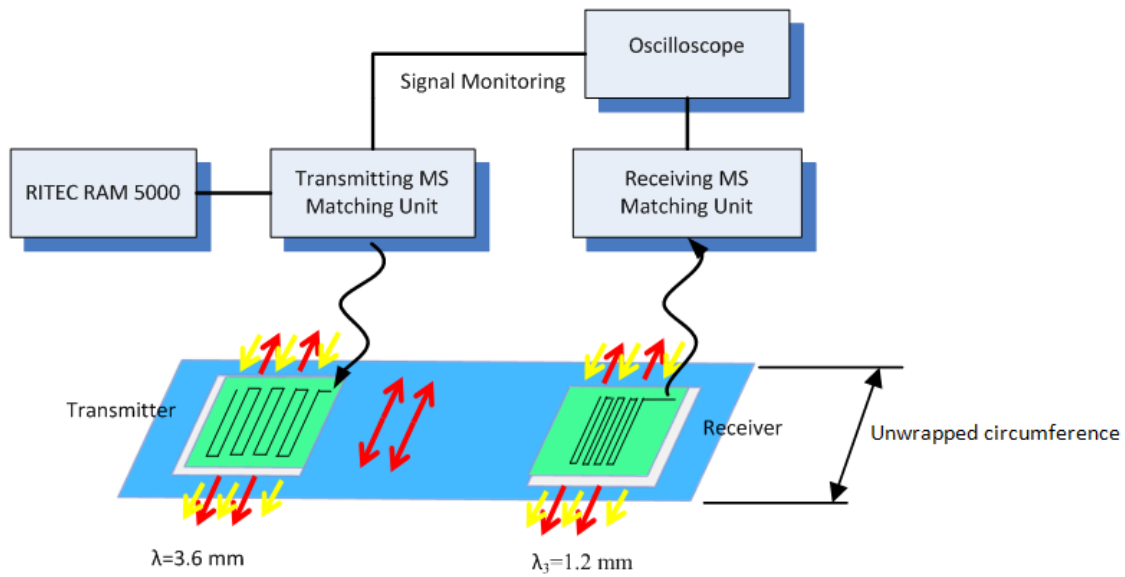 Oscilloscope
Signal Monitoring
RITEC RAM 5000
Transmitting MS
Matching Unit
Receiving MS
Matching Unit
Transmitter
Receiver
Unwrapped circumference
λ=3.6 mm
λ₃=1.2 mm